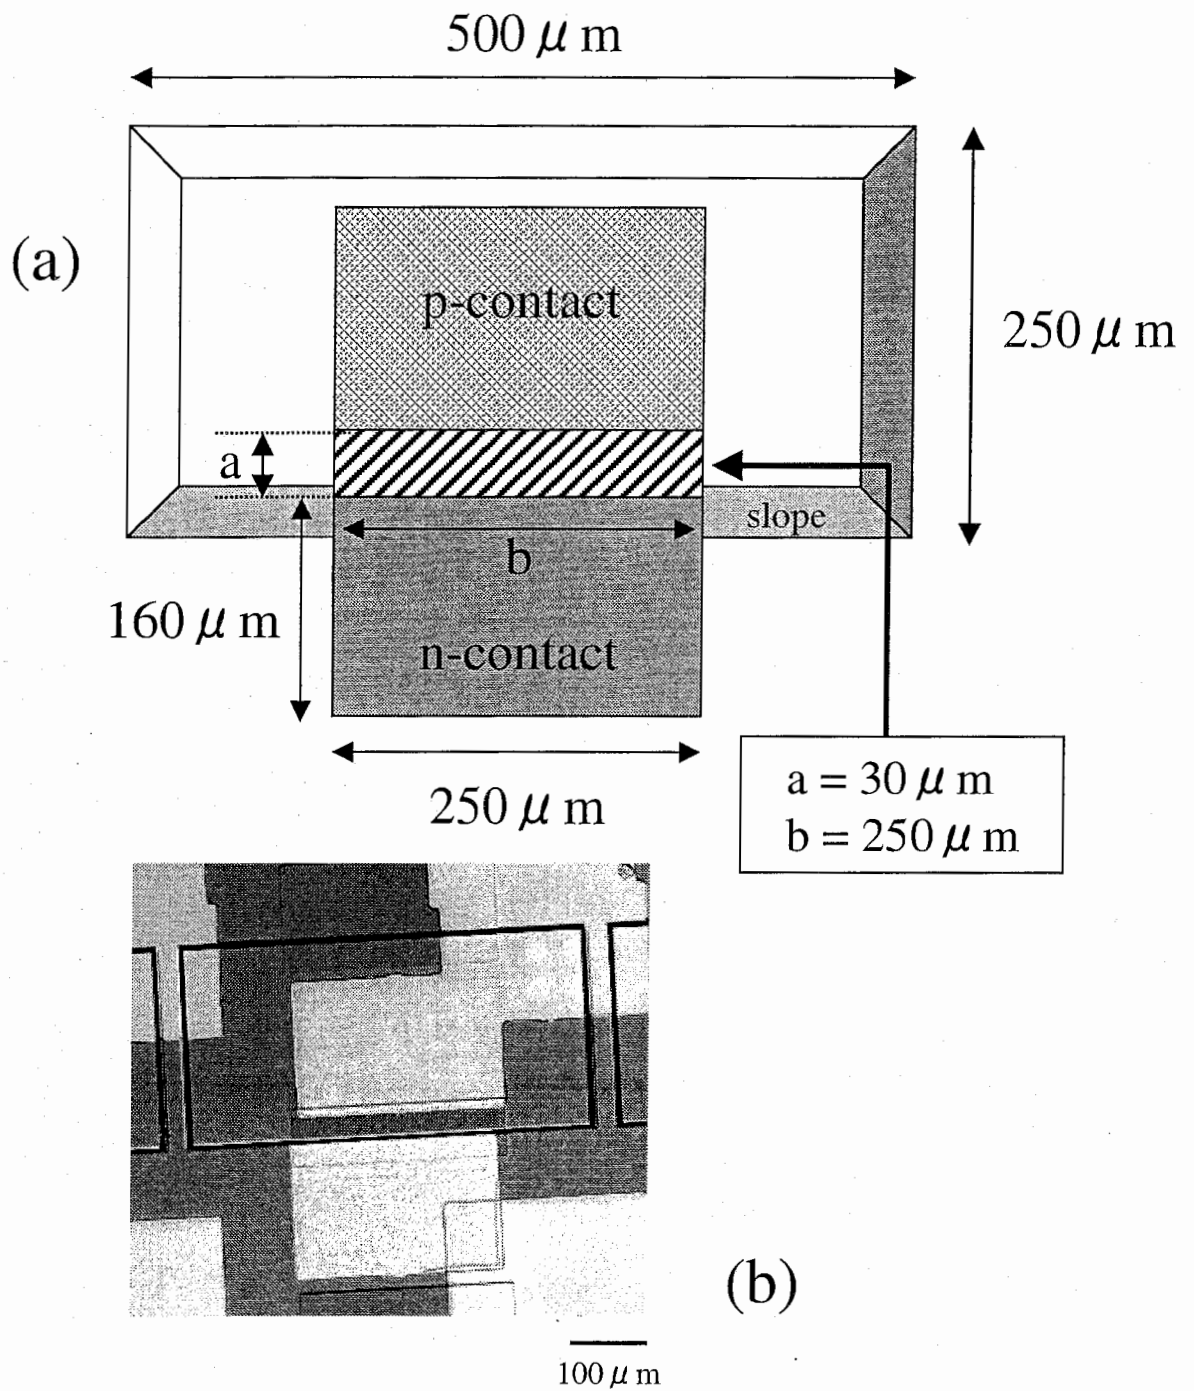 500 μ m
(a)
p-contact
250 μ m
a
slope
b
160 μ m
n-contact
a = 30 μ m
b = 250 μ m
250 μ m
(b)
100 μ m